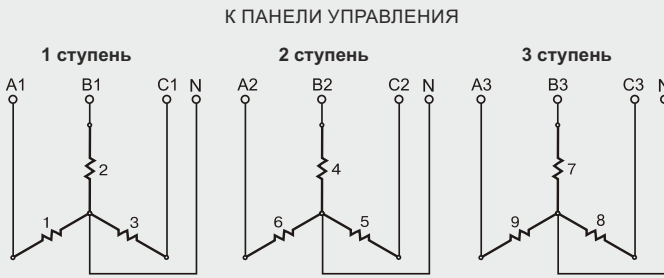 К ПАНЕЛИ УПРАВЛЕНИЯ
1 ступень 2 ступень 3 ступень
A1 B1 C1 N A2 B2 C2 N A3 B3 C3 N
2 4 7
1 3 6 5 9 8